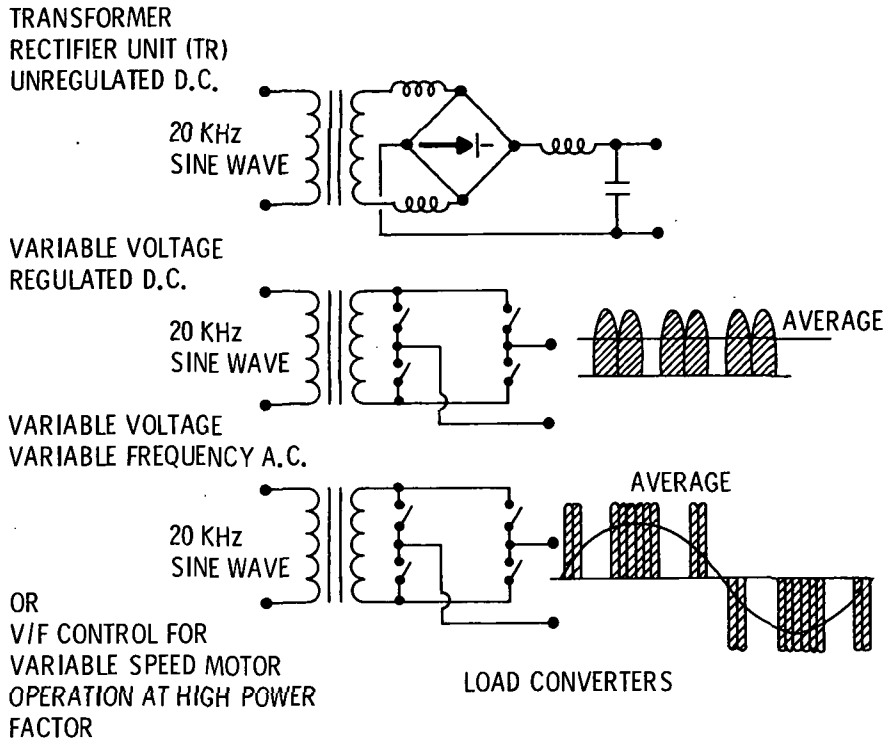 TRANSFORMER
RECTIFIER UNIT (TR)
UNREGULATED D.C.
20 KHz
SINE WAVE
VARIABLE VOLTAGE
REGULATED D.C.
20 KHz
SINE WAVE
AVERAGE
VARIABLE VOLTAGE
VARIABLE FREQUENCY A.C.
20 KHz
SINE WAVE
AVERAGE
OR
V/F CONTROL FOR
VARIABLE SPEED MOTOR
OPERATION AT HIGH POWER
FACTOR
LOAD CONVERTERS